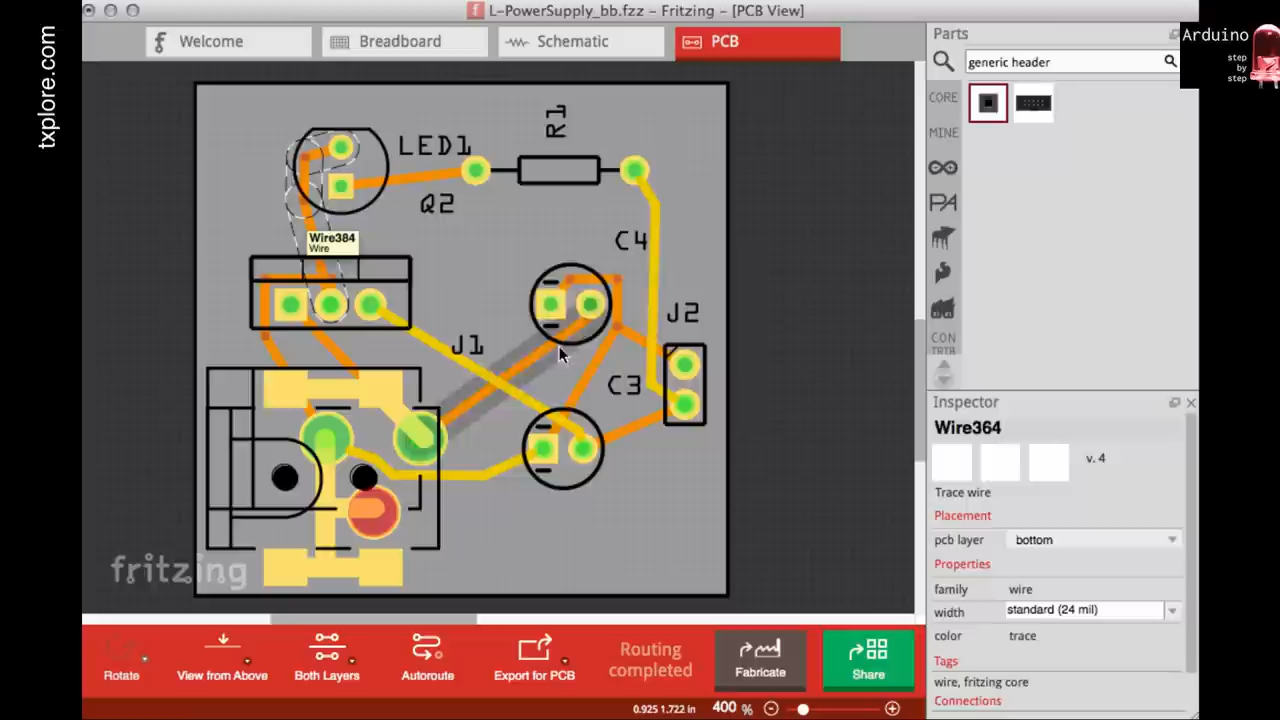 L-PowerSupply_bb.fzz – Fritzing - [PCB View]
txplore.com
Arduino
step
by
step
Welcome
Breadboard
Schematic
PCB
Parts
generic header
CORE
MINE
PA
CON
TRIB
LED1
R1
Q2
C4
Wire384
Wire
J2
J1
C3
fritzing
Inspector
Wire364
v. 4
Trace wire
Placement
pcb layer bottom
Properties
family wire
width standard (24 mil)
color trace
Tags
wire, fritzing core
Connections
Rotate
View from Above
Both Layers
Autoroute
Export for PCB
Routing
completed
Fabricate
Share
0.925 1.722 in 400 %